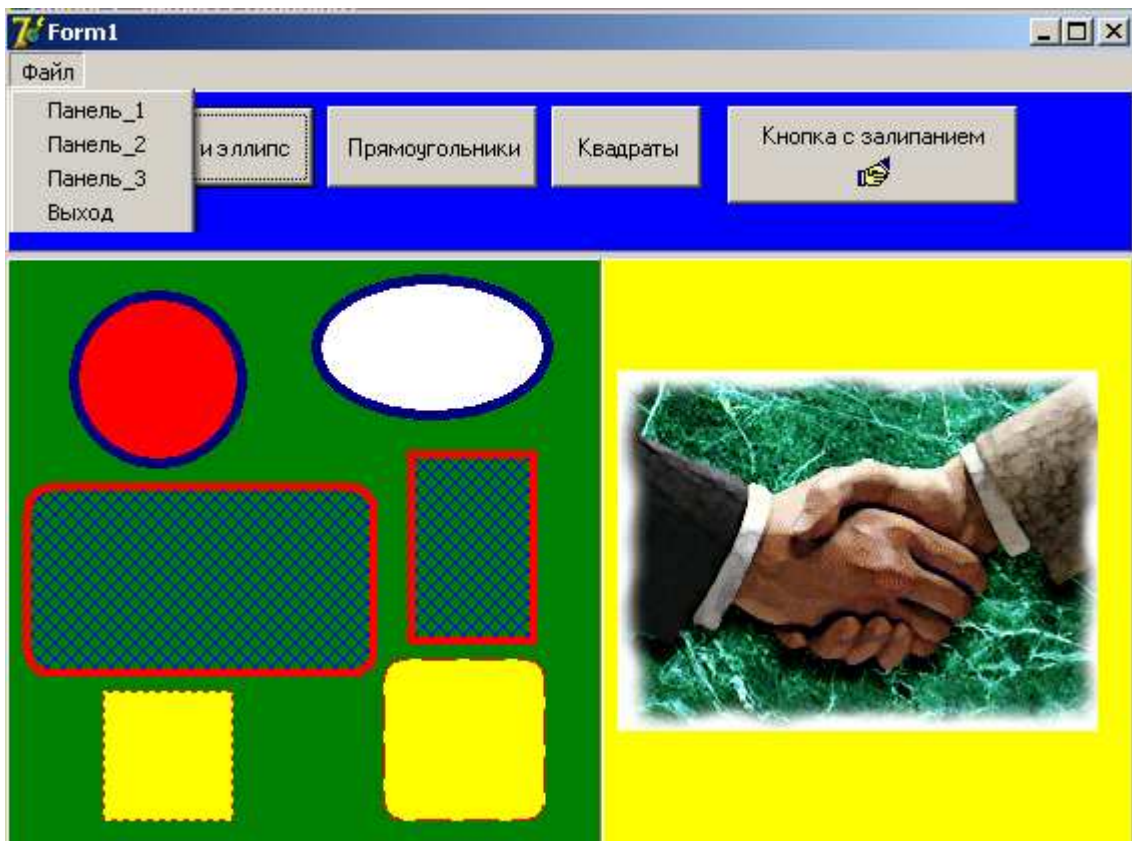 Form1
Файл
Панель_1
Панель_2
Панель_3
Выход
и эллипс
Прямоугольники
Квадраты
Кнопка с залипанием